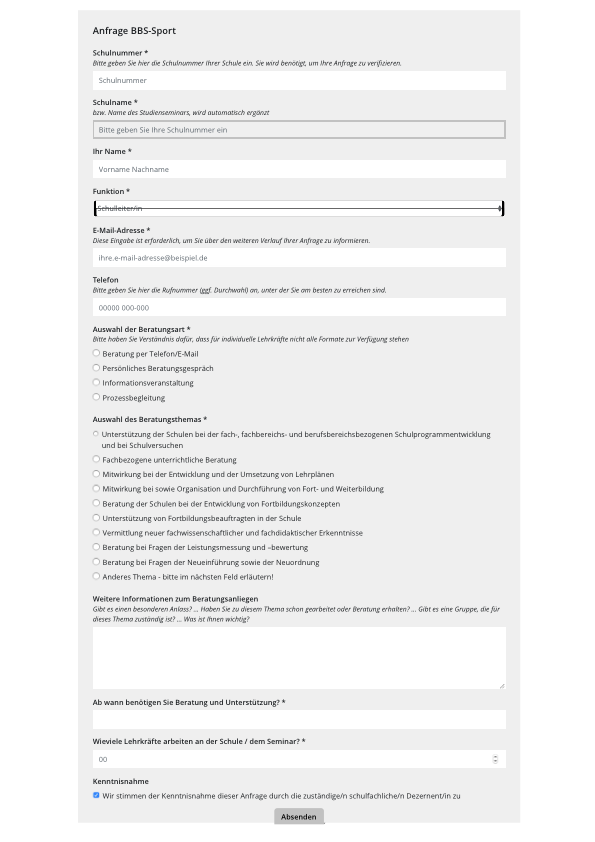 Anfrage BBS-Sport
Schulnummer *
Bitte geben Sie hier die Schulnummer Ihrer Schule ein. Sie wird benötigt, um Ihre Anfrage zu verifizieren.
Schulnummer
Schulname *
bzw. Name des Studienseminars, wird automatisch ergänzt
Bitte geben Sie Ihre Schulnummer ein
Ihr Name *
Vorname Nachname
Funktion *
Schulleiter/in
E-Mail-Adresse *
Diese Eingabe ist erforderlich, um Sie über den weiteren Verlauf Ihrer Anfrage zu informieren.
ihre.e-mail-adresse@beispiel.de
Telefon
Bitte geben Sie hier die Rufnummer (ggf. Durchwahl) an, unter der Sie am besten zu erreichen sind.
00000 000-000
Auswahl der Beratungsart *
Bitte haben Sie Verständnis dafür, dass für individuelle Lehrkräfte nicht alle Formate zur Verfügung stehen
Beratung per Telefon/E-Mail
Persönliches Beratungsgespräch
Informationsveranstaltung
Prozessbegleitung
Auswahl des Beratungsthemas *
Unterstützung der Schulen bei der fach-, fachbereichs- und berufsbereichsbezogenen Schulprogrammentwicklung
und bei Schulversuchen
Fachbezogene unterrichtliche Beratung
Mitwirkung bei der Entwicklung und der Umsetzung von Lehrplänen
Mitwirkung bei sowie Organisation und Durchführung von Fort- und Weiterbildung
Beratung der Schulen bei der Entwicklung von Fortbildungskonzepten
Unterstützung von Fortbildungsbeauftragten in der Schule
Vermittlung neuer fachwissenschaftlicher und fachdidaktischer Erkenntnisse
Beratung bei Fragen der Leistungsmessung und –bewertung
Beratung bei Fragen der Neueinführung sowie der Neuordnung
Anderes Thema - bitte im nächsten Feld erläutern!
Weitere Informationen zum Beratungsanliegen
Gibt es einen besonderen Anlass? ... Haben Sie zu diesem Thema schon gearbeitet oder Beratung erhalten? ... Gibt es eine Gruppe, die für
dieses Thema zuständig ist? ... Was ist Ihnen wichtig?
Ab wann benötigen Sie Beratung und Unterstützung? *
Wieviele Lehrkräfte arbeiten an der Schule / dem Seminar? *
00
Kenntnisnahme
Wir stimmen der Kenntnisnahme dieser Anfrage durch die zuständige/n schulfachliche/n Dezernent/in zu
Absenden